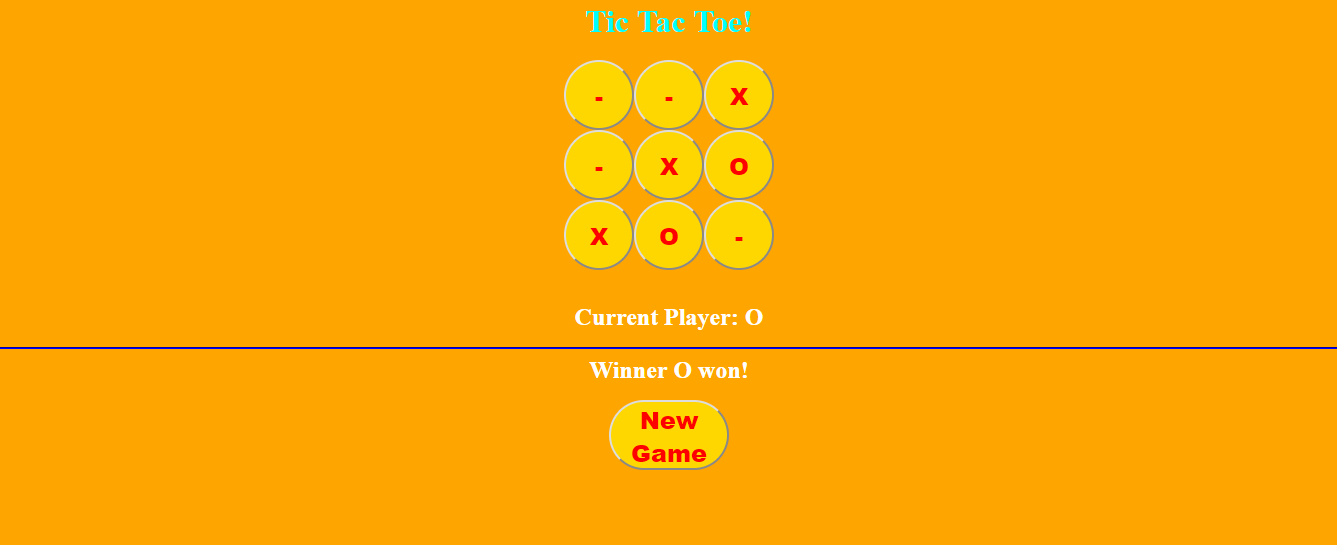 Tic Tac Toe!
- - X
- X O
X O -
Current Player: O
Winner O won!
New
Game